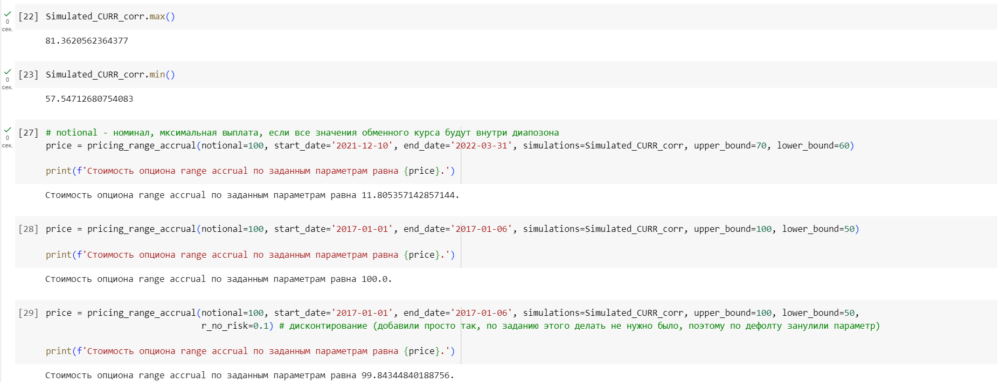 [22] Simulated_CURR_corr.max()
0
сек.
81.3620562364377
[23] Simulated_CURR_corr.min()
0
сек.
57.54712680754083
[27] # notional - номинал, мксимальная выплата, если все значения обменного курса будут внутри диапозона
0
сек.
price = pricing_range_accrual(notional=100, start_date='2021-12-10', end_date='2022-03-31', simulations=Simulated_CURR_corr, upper_bound=70, lower_bound=60)
print(f'Стоимость опциона range accrual по заданным параметрам равна {price}.')
Стоимость опциона range accrual по заданным параметрам равна 11.805357142857144.
[28] price = pricing_range_accrual(notional=100, start_date='2017-01-01', end_date='2017-01-06', simulations=Simulated_CURR_corr, upper_bound=100, lower_bound=50)
print(f'Стоимость опциона range accrual по заданным параметрам равна {price}.')
Стоимость опциона range accrual по заданным параметрам равна 100.0.
[29] price = pricing_range_accrual(notional=100, start_date='2017-01-01', end_date='2017-01-06', simulations=Simulated_CURR_corr, upper_bound=100, lower_bound=50,
r_no_risk=0.1) # дисконтирование (добавили просто так, по заданию этого делать не нужно было, поэтому по дефолту занулили параметр)
print(f'Стоимость опциона range accrual по заданным параметрам равна {price}.')
Стоимость опциона range accrual по заданным параметрам равна 99.84344840188756.